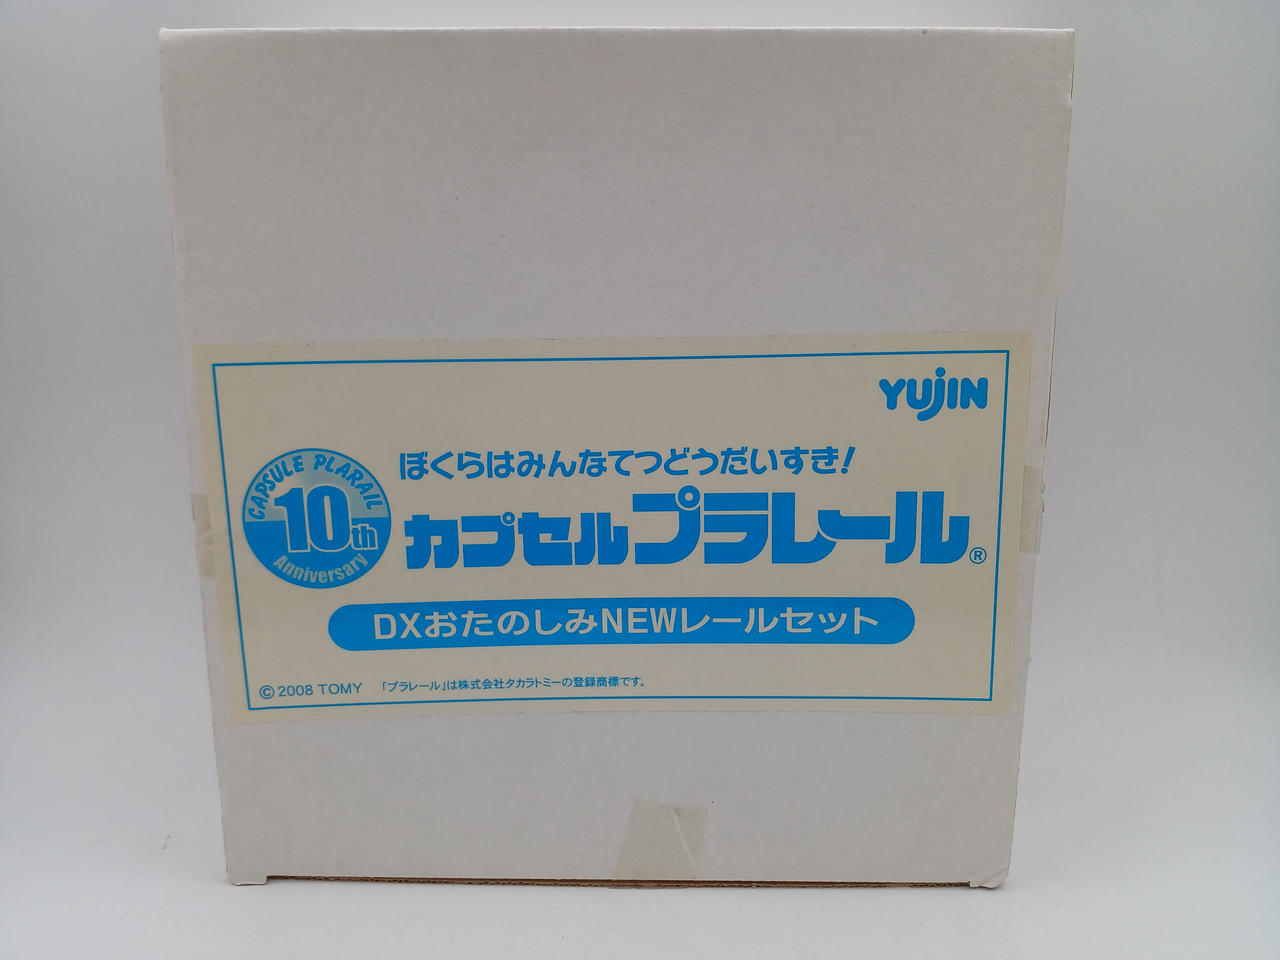 YUJIN
CAPSULE PLARAIL
10th
Anniversary
ぼくらはみんなてつどうだいすき!
カプセルプラレール®
DXおたのしみNEWレールセット
© 2008 TOMY 「プラレール」は株式会社タカラトミーの登録商標です。